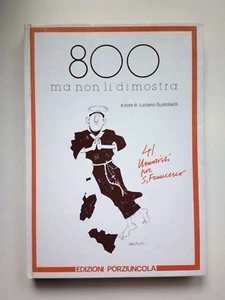 800
ma non li dimostra
a cura di Luciano Guidobaldi
41
Umoristi
per
S. Francesco
EDIZIONI PORZIUNCOLA